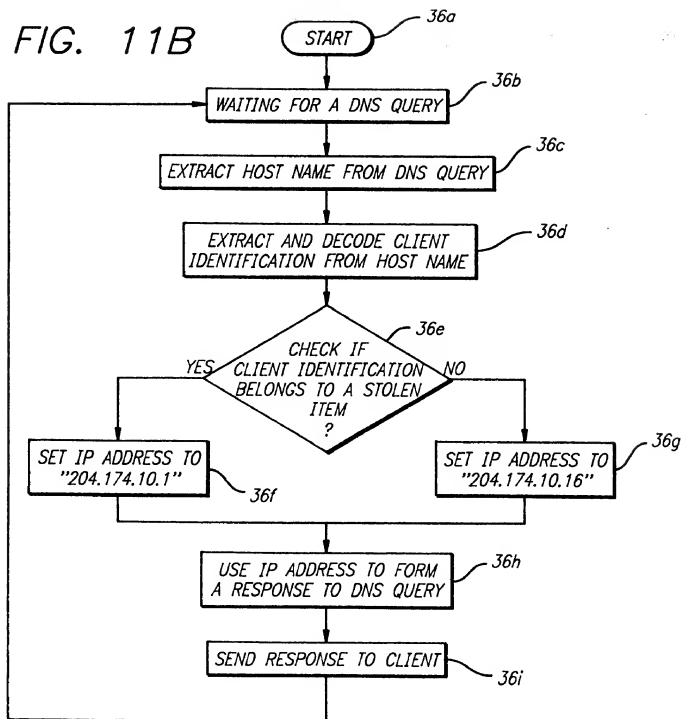 FIG. 11B
START
36a
WAITING FOR A DNS QUERY
36b
EXTRACT HOST NAME FROM DNS QUERY
36c
EXTRACT AND DECODE CLIENT
IDENTIFICATION FROM HOST NAME
36d
36e
CHECK IF
CLIENT IDENTIFICATION
BELONGS TO A STOLEN
ITEM
?
YES
NO
SET IP ADDRESS TO
"204.174.10.1"
36f
SET IP ADDRESS TO
"204.174.10.16"
36g
USE IP ADDRESS TO FORM
A RESPONSE TO DNS QUERY
36h
SEND RESPONSE TO CLIENT
36i